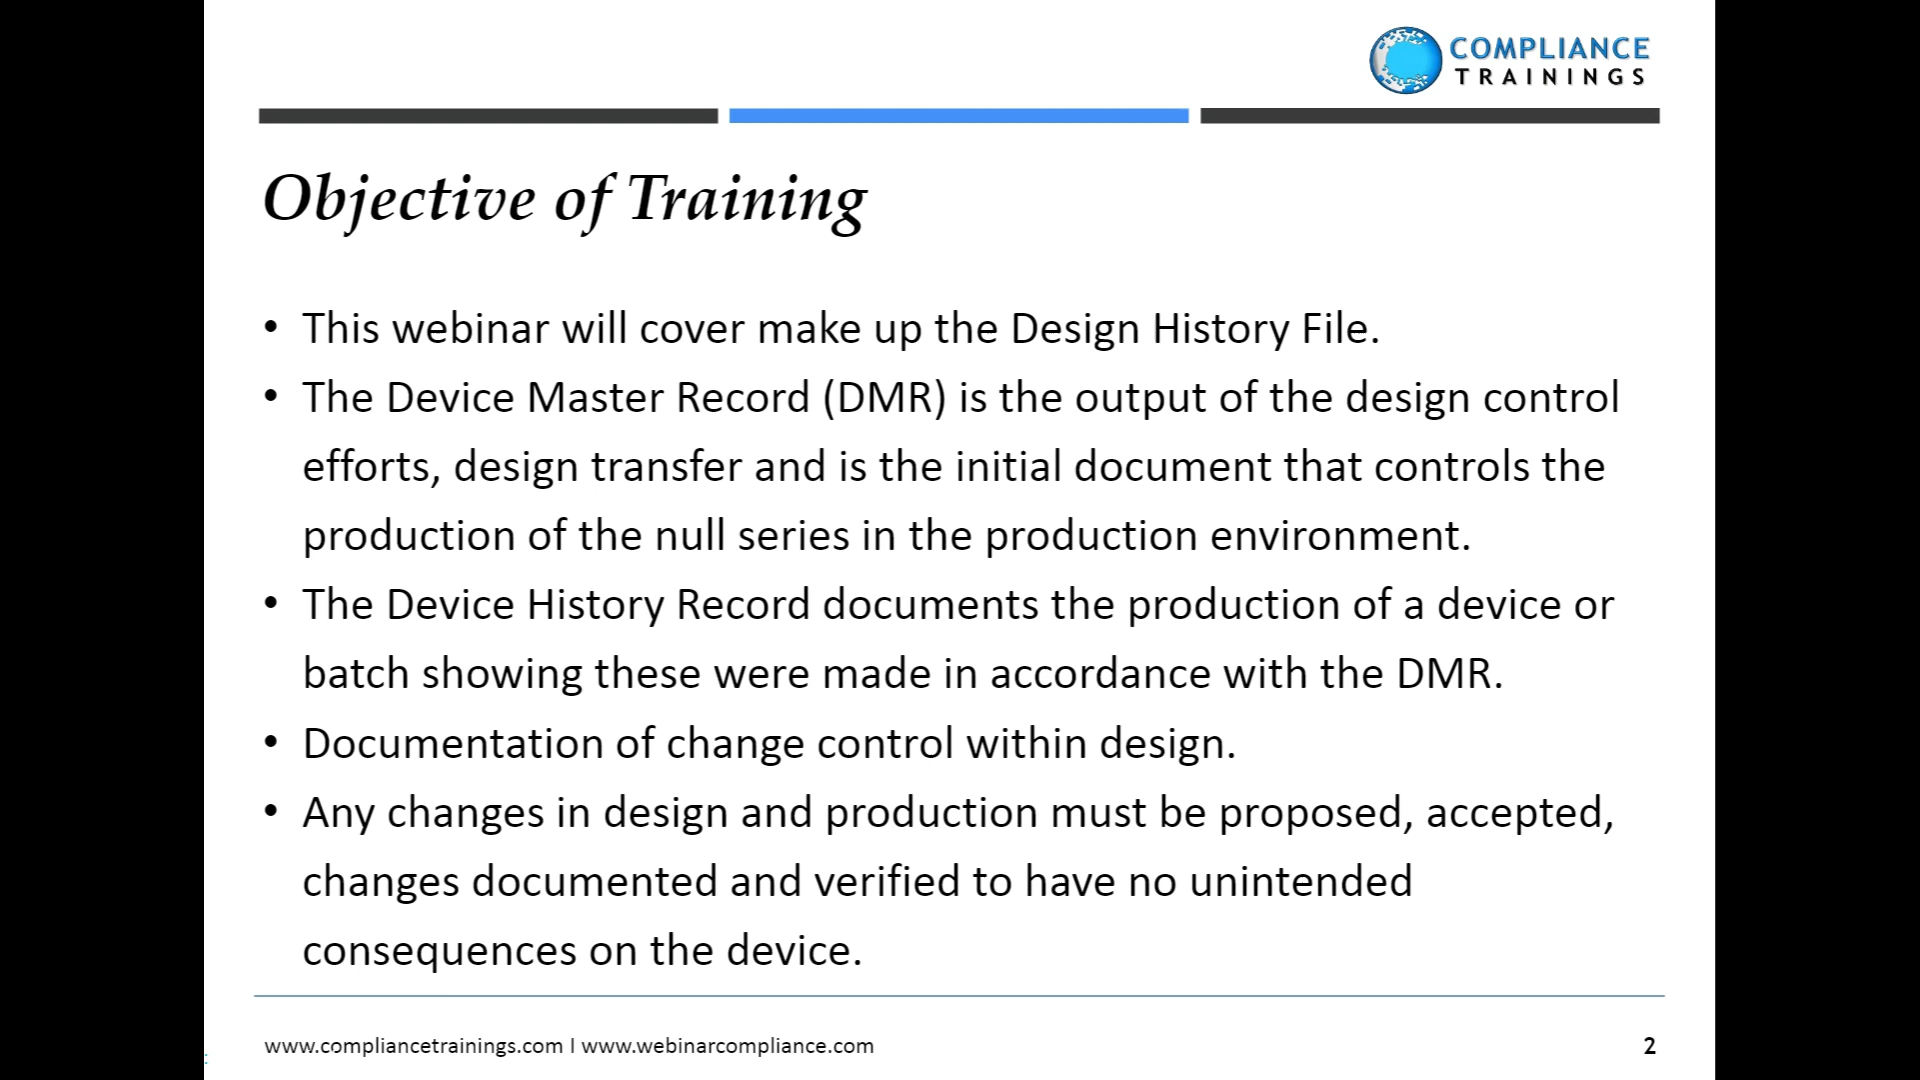 COMPLIANCE
TRAININGS
Objective of Training
• This webinar will cover make up the Design History File.
• The Device Master Record (DMR) is the output of the design control
efforts, design transfer and is the initial document that controls the
production of the null series in the production environment.
• The Device History Record documents the production of a device or
batch showing these were made in accordance with the DMR.
• Documentation of change control within design.
• Any changes in design and production must be proposed, accepted,
changes documented and verified to have no unintended
consequences on the device.
www.compliancetrainings.com I www.webinarcompliance.com
2